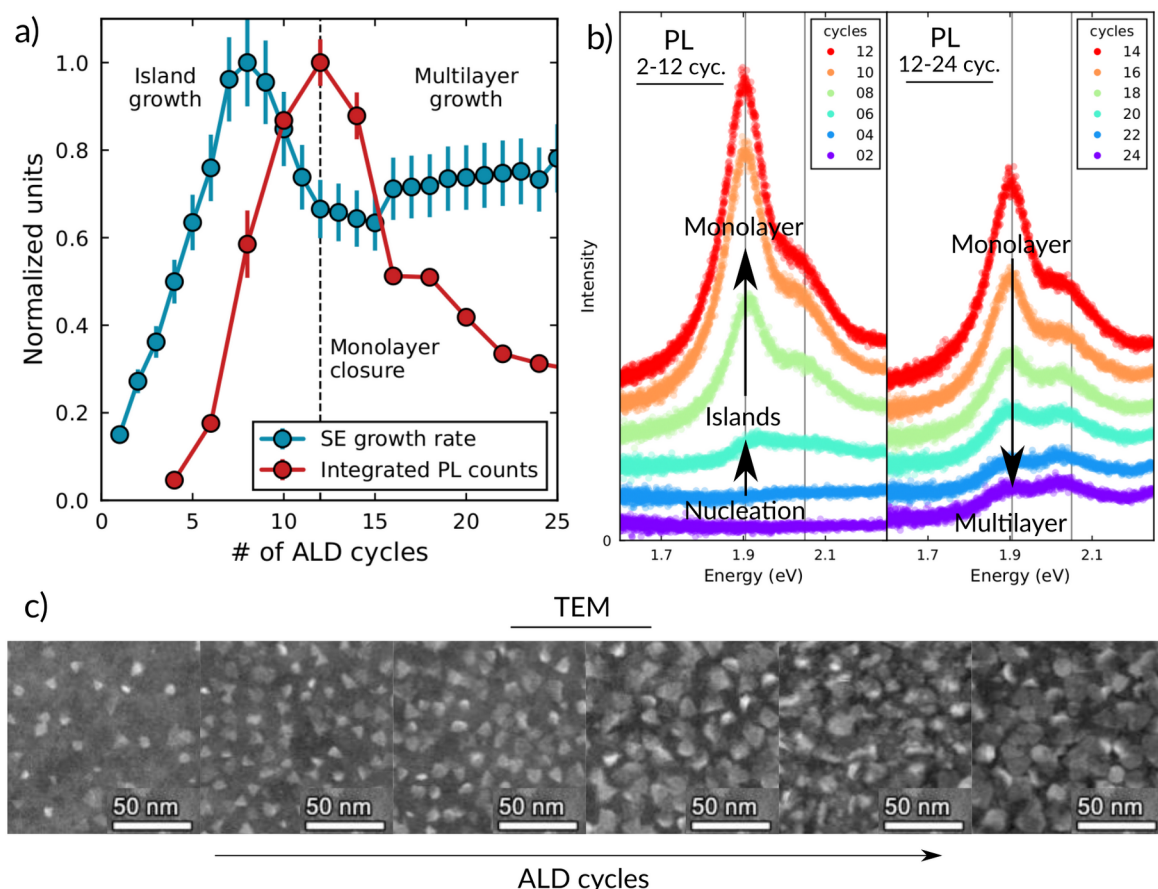 a)
Normalized units
1.0
0.8
0.6
0.4
0.2
0.0
Island
growth
Multilayer
growth
Monolayer
closure
SE growth rate
Integrated PL counts
0
5
10
15
20
25
# of ALD cycles
b)
Intensity
0
PL
2-12 cyc.
cycles
12
10
08
06
04
02
Monolayer
Islands
Nucleation
1.7
1.9
2.1
Energy (eV)
PL
12-24 cyc.
cycles
14
16
18
20
22
24
Monolayer
Multilayer
1.7
1.9
2.1
Energy (eV)
c)
TEM
50 nm
50 nm
50 nm
50 nm
50 nm
50 nm
ALD cycles